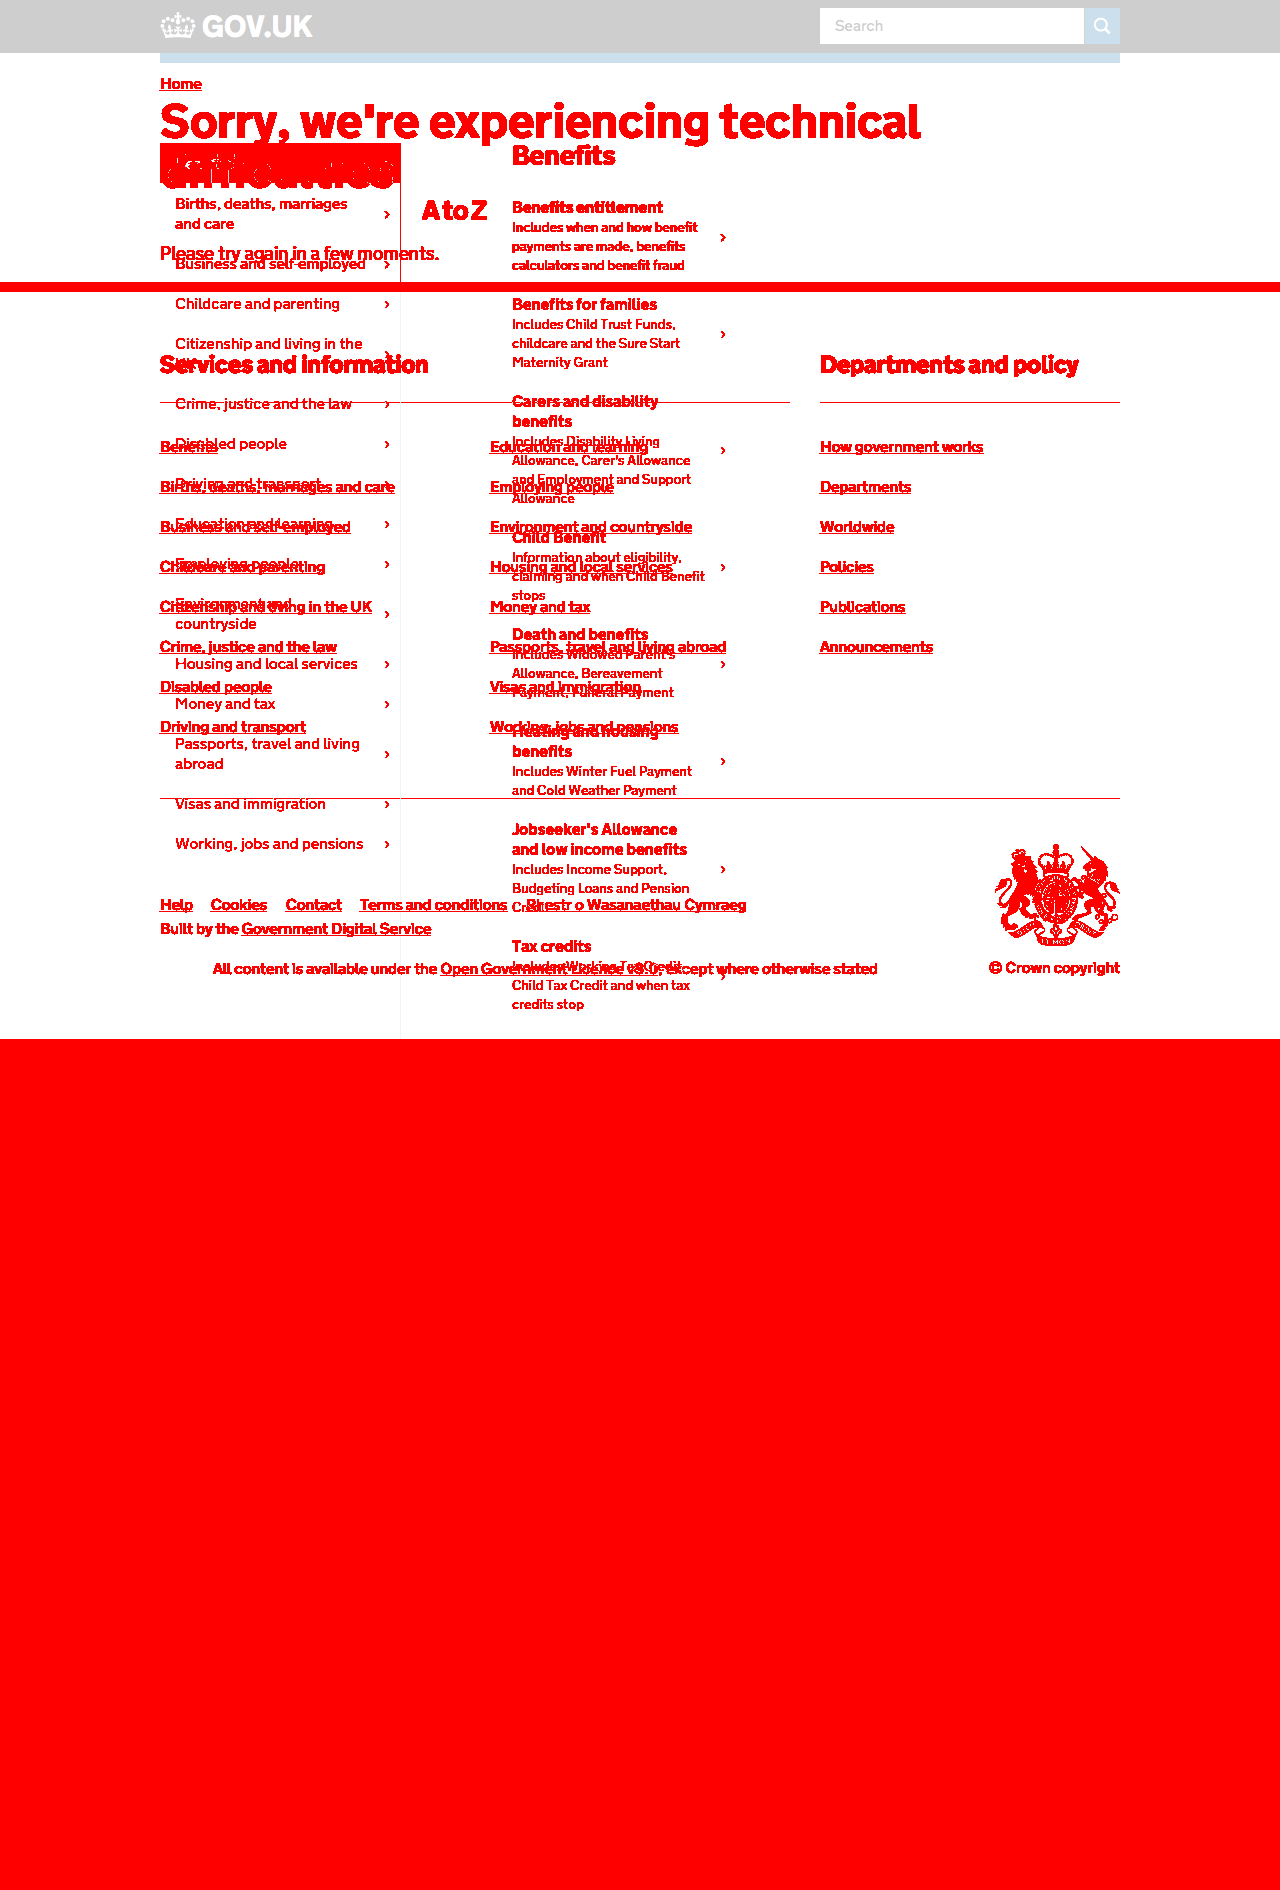 GOV.UK
Search
Home
Sorry, we're experiencing technical
difficulties
Please try again in a few moments.
Births, deaths, marriages
and care
Business and self-employed
Childcare and parenting
Citizenship and living in the
Crime, justice and the law
Disabled people
Driving and transport
Education and learning
Employing people
Environment and
countryside
Housing and local services
Money and tax
Passports, travel and living
abroad
Visas and immigration
Working, jobs and pensions
A to Z
Benefits
Benefits entitlement
Includes when and how benefit
payments are made, benefits
calculators and benefit fraud
Benefits for families
Includes Child Trust Funds,
childcare and the Sure Start
Maternity Grant
Carers and disability
benefits
Includes Disability Living
Allowance, Carer's Allowance
and Employment and Support
Allowance
Child Benefit
Information about eligibility,
claiming and when Child Benefit
stops
Death and benefits
Includes Widowed Parent's
Allowance, Bereavement
Payment, Funeral Payment
Heating and housing
benefits
Includes Winter Fuel Payment
and Cold Weather Payment
Jobseeker's Allowance
and low income benefits
Includes Income Support,
Budgeting Loans and Pension
Credit
Tax credits
Includes Working Tax Credit,
Child Tax Credit and when tax
credits stop
Services and information
Benefits
Births, deaths, marriages and care
Business and self-employed
Childcare and parenting
Citizenship and living in the UK
Crime, justice and the law
Disabled people
Driving and transport
Education and learning
Employing people
Environment and countryside
Housing and local services
Money and tax
Passports, travel and living abroad
Visas and immigration
Working, jobs and pensions
Departments and policy
How government works
Departments
Worldwide
Policies
Publications
Announcements
Help Cookies Contact Terms and conditions Rhestr o Wasanaethau Cymraeg
Built by the Government Digital Service
All content is available under the Open Government Licence v3.0, except where otherwise stated
© Crown copyright